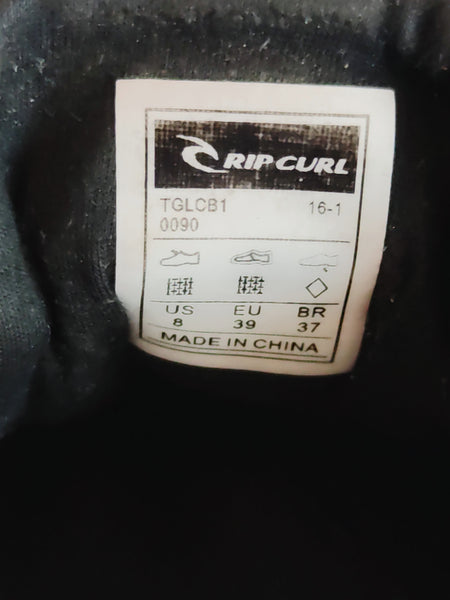 RIP CURL
TGLCB1 16-1
0090
US EU BR
8 39 37
MADE IN CHINA